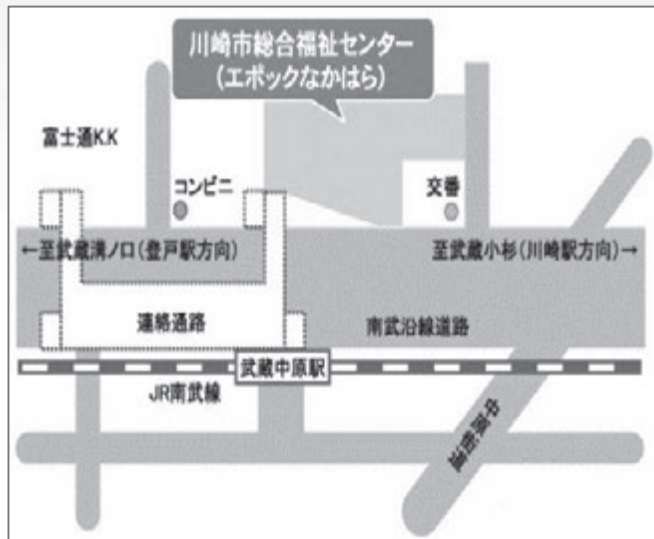 川崎市総合福祉センター
(エポックなかはら)
富士通K.K
コンビニ
交番
←至武蔵溝ノ口(登戸駅方向)
至武蔵小杉(川崎駅方向)→
連絡通路
南武沿線道路
武蔵中原駅
JR南武線
中原街道